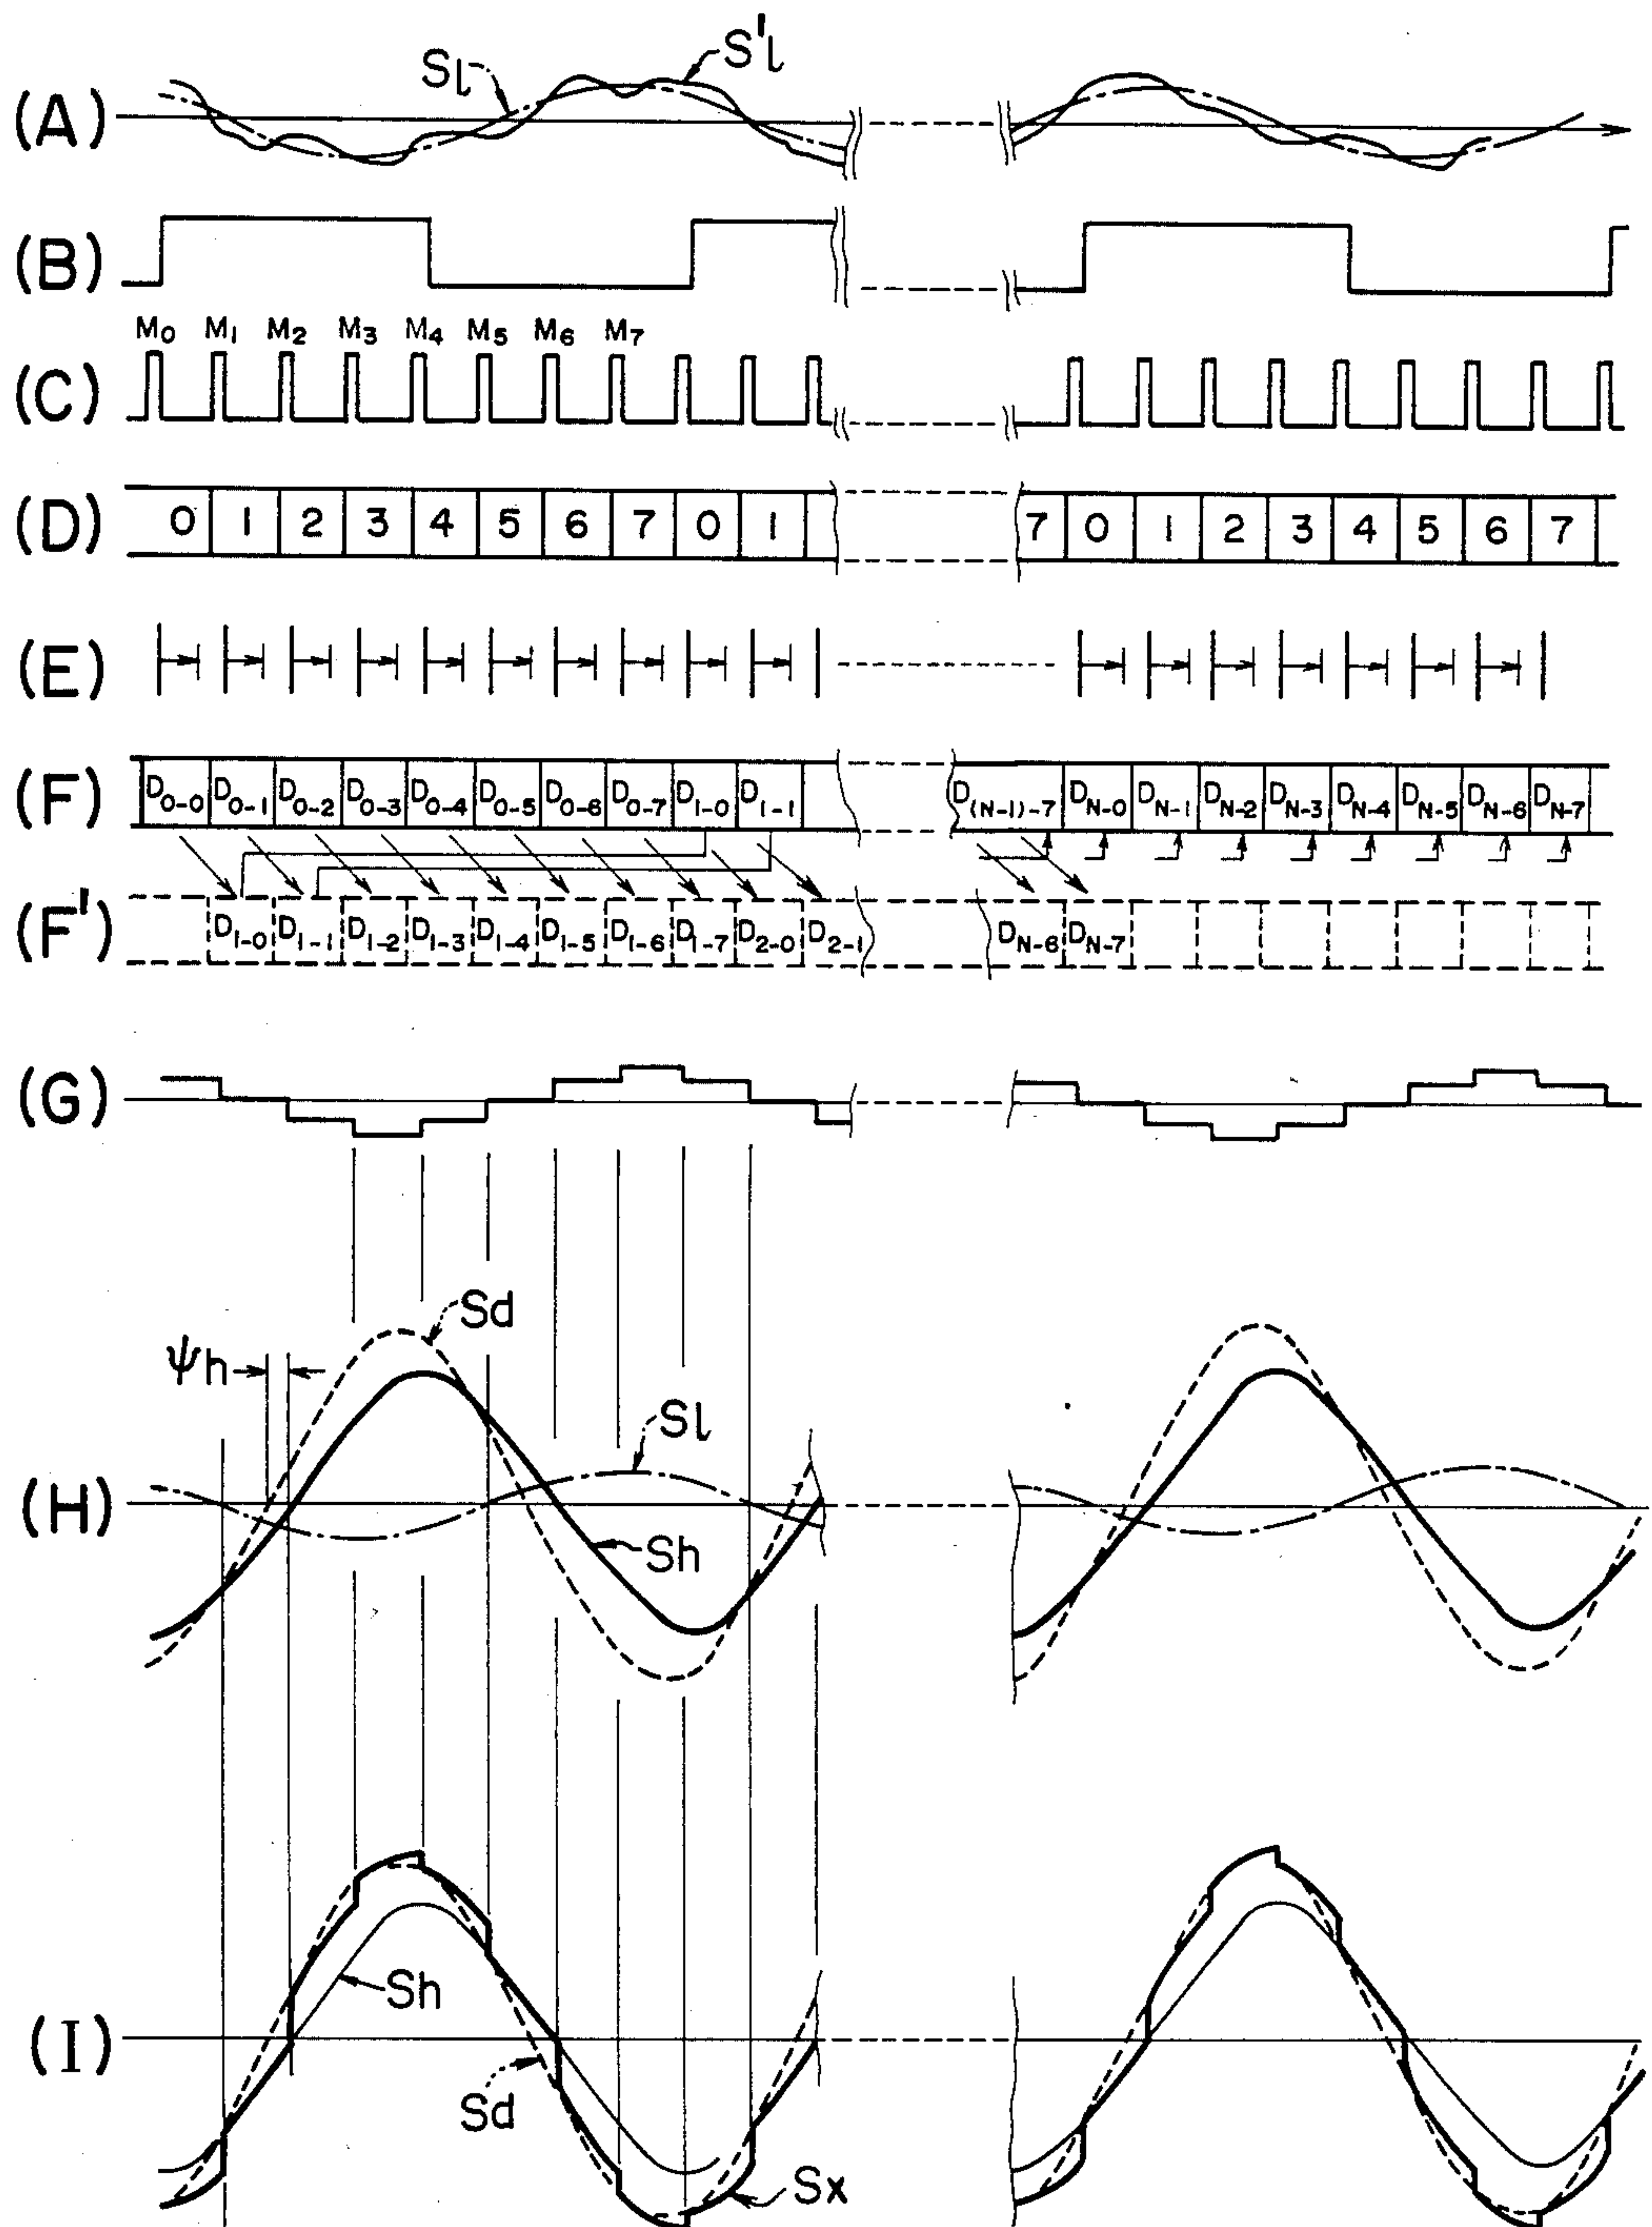 (A) Sl S'l
(B)
(C) M0 M1 M2 M3 M4 M5 M6 M7
(D) 0 1 2 3 4 5 6 7 0 1 7 0 1 2 3 4 5 6 7
(E)
(F) D0-0 D0-1 D0-2 D0-3 D0-4 D0-5 D0-6 D0-7 D1-0 D1-1 D(N-1)-7 DN-0 DN-1 DN-2 DN-3 DN-4 DN-5 DN-6 DN-7
(F') D1-0 D1-1 D1-2 D1-3 D1-4 D1-5 D1-6 D1-7 D2-0 D2-1 DN-6 DN-7
(G)
Sd
ψh
Sl
(H)
Sh
Sh
(I)
Sd
Sx